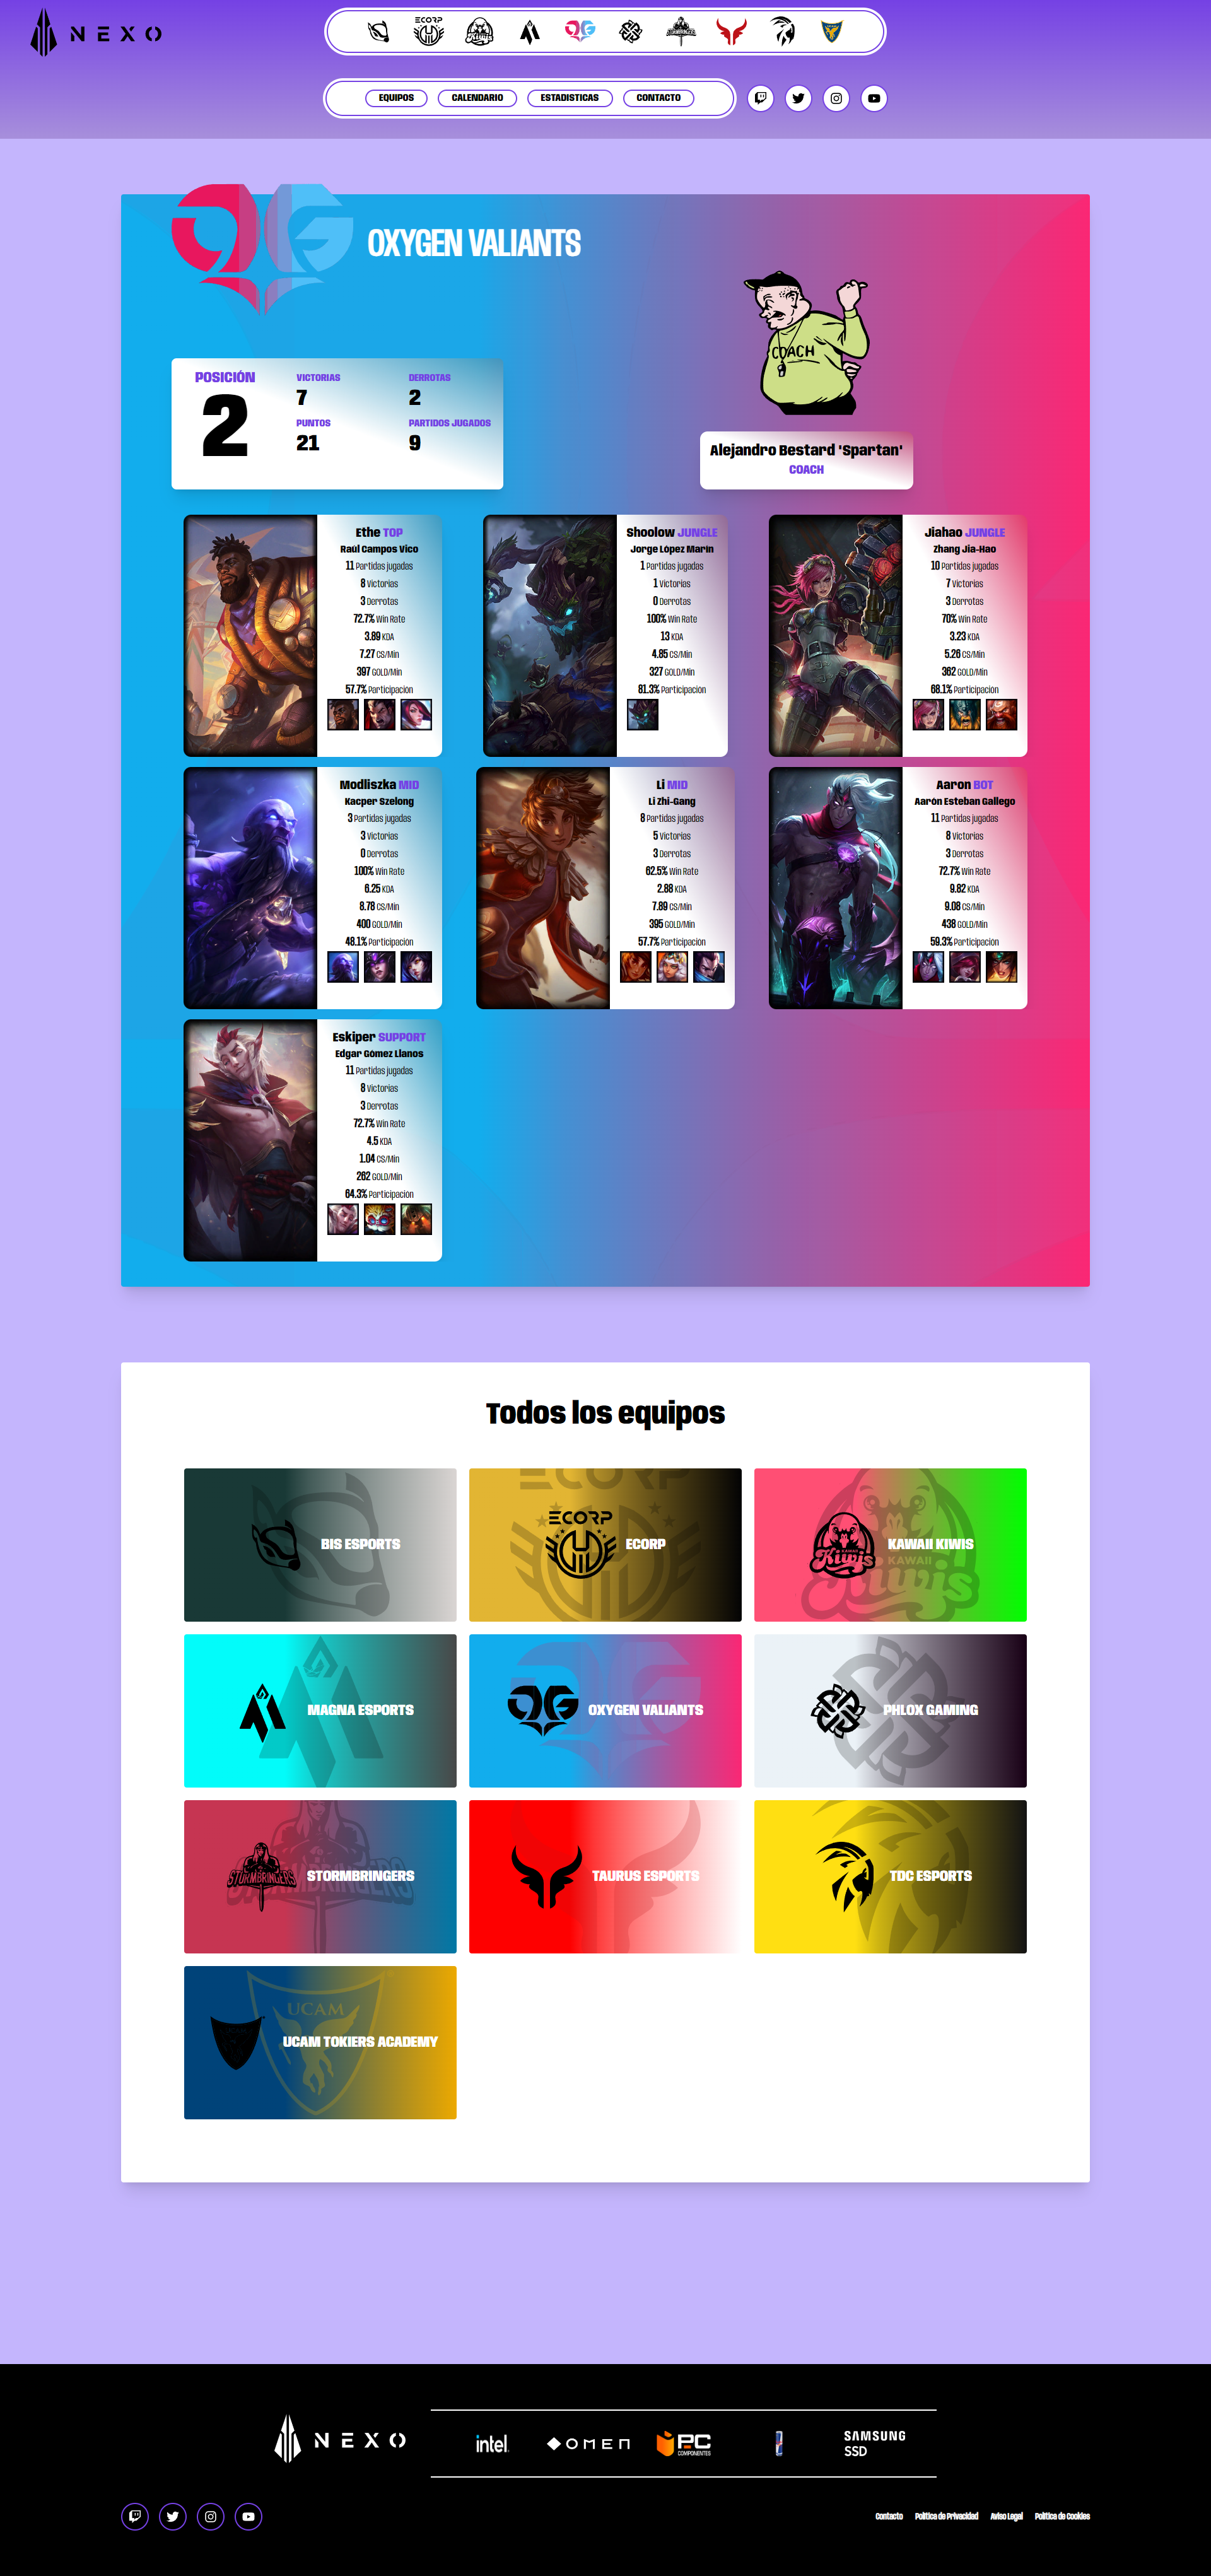 NEXO
ECORP
EQUIPOS
CALENDARIO
ESTADISTICAS
CONTACTO
OXYGEN VALIANTS
COACH
POSICIÓN
2
VICTORIAS
7
DERROTAS
2
PUNTOS
21
PARTIDOS JUGADOS
9
Alejandro Bestard 'Spartan'
COACH
Ethe TOP
Raúl Campos Vico
11 Partidas jugadas
8 Victorias
3 Derrotas
72.7% Win Rate
3.89 KDA
7.27 CS/Min
397 GOLD/Min
57.7% Participacion
Shoolow JUNGLE
Jorge López Marín
1 Partidas jugadas
1 Victorias
0 Derrotas
100% Win Rate
13 KDA
4.85 CS/Min
327 GOLD/Min
81.3% Participacion
Jiahao JUNGLE
Zhang Jia-Hao
10 Partidas jugadas
7 Victorias
3 Derrotas
70% Win Rate
3.23 KDA
5.26 CS/Min
362 GOLD/Min
68.1% Participacion
Modliszka MID
Kacper Szelong
3 Partidas jugadas
3 Victorias
0 Derrotas
100% Win Rate
6.25 KDA
8.78 CS/Min
400 GOLD/Min
48.1% Participacion
Li MID
Li Zhi-Gang
8 Partidas jugadas
5 Victorias
3 Derrotas
62.5% Win Rate
2.88 KDA
7.89 CS/Min
395 GOLD/Min
57.7% Participacion
Aaron BOT
Aarón Esteban Gallego
11 Partidas jugadas
8 Victorias
3 Derrotas
72.7% Win Rate
9.82 KDA
9.08 CS/Min
438 GOLD/Min
59.3% Participacion
Eskiper SUPPORT
Edgar Gómez Llanos
11 Partidas jugadas
8 Victorias
3 Derrotas
72.7% Win Rate
4.5 KDA
1.04 CS/Min
262 GOLD/Min
64.3% Participacion
Todos los equipos
BIS ESPORTS
ECORP
ECORP
KAWAII
Kiwis
KAWAII KIWIS
MAGNA ESPORTS
OXYGEN VALIANTS
PHLOX GAMING
STORMBRINGERS
STORMBRINGERS
TAURUS ESPORTS
TDC ESPORTS
UCAM
UCAM TOKIERS ACADEMY
NEXO
intel
OMEN
PC
COMPONENTES
SAMSUNG
SSD
Contacto
Política de Privacidad
Aviso Legal
Política de Cookies